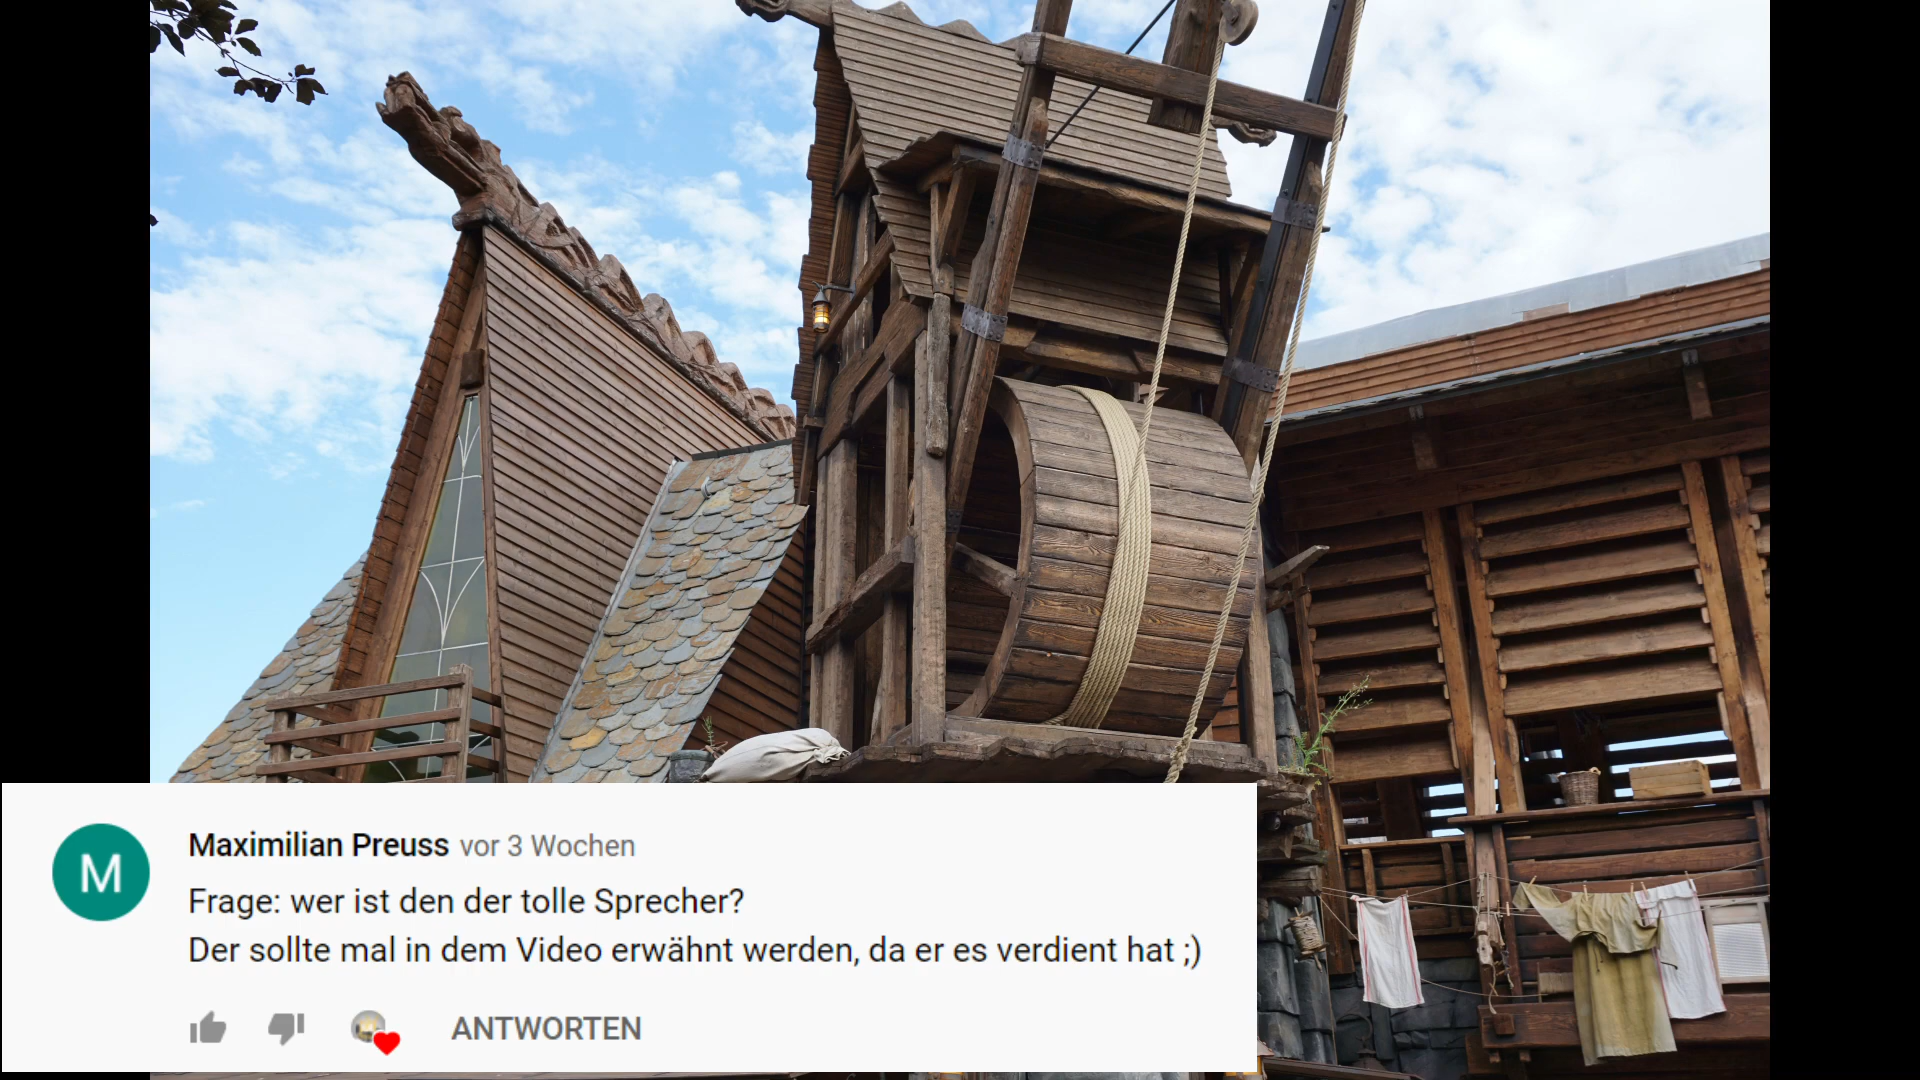 M
Maximilian Preuss vor 3 Wochen
Frage: wer ist den der tolle Sprecher?
Der sollte mal in dem Video erwähnt werden, da er es verdient hat ;)
ANTWORTEN